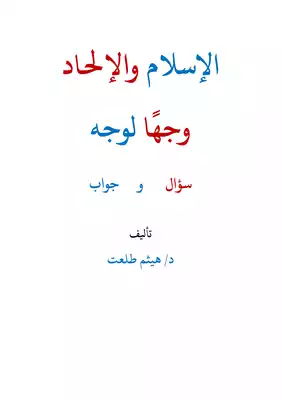 الإسلام والإلحاد
وجهًا لوجه
سؤال و جواب
تأليف
د/ هيثم طلعت